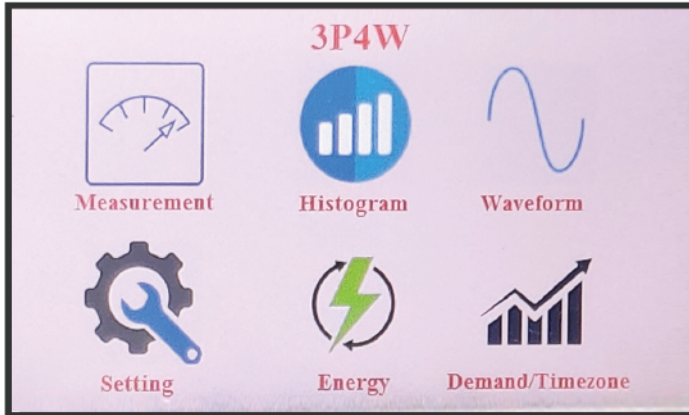 3P4W
Measurement
Histogram
Waveform
Setting
Energy
Demand/Timezone